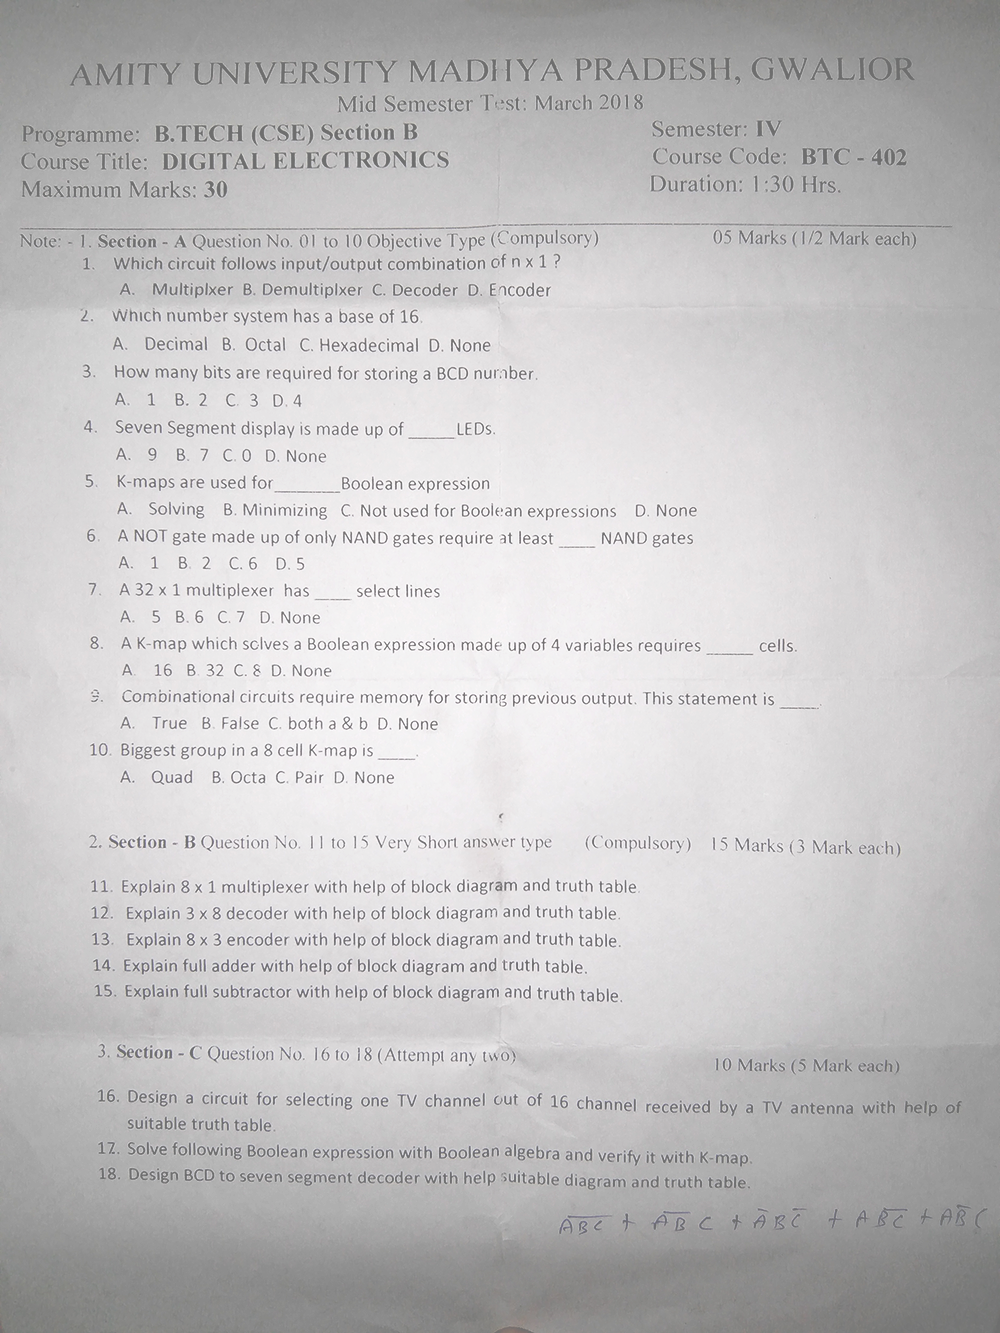 AMITY UNIVERSITY MADHYA PRADESH, GWALIOR
Mid Semester Test: March 2018
Programme: B.TECH (CSE) Section B Semester: IV
Course Title: DIGITAL ELECTRONICS Course Code: BTC - 402
Maximum Marks: 30 Duration: 1:30 Hrs.
Note: - 1. Section - A Question No. 01 to 10 Objective Type (Compulsory) 05 Marks (1/2 Mark each)
1. Which circuit follows input/output combination of n x 1 ?
A. Multiplxer B. Demultiplxer C. Decoder D. Encoder
2. Which number system has a base of 16.
A. Decimal B. Octal C. Hexadecimal D. None
3. How many bits are required for storing a BCD number.
A. 1 B. 2 C. 3 D. 4
4. Seven Segment display is made up of _____LEDs.
A. 9 B. 7 C. 0 D. None
5. K-maps are used for_______Boolean expression
A. Solving B. Minimizing C. Not used for Boolean expressions D. None
6. A NOT gate made up of only NAND gates require at least ____ NAND gates
A. 1 B. 2 C. 6 D. 5
7. A 32 x 1 multiplexer has ____ select lines
A. 5 B. 6 C. 7 D. None
8. A K-map which solves a Boolean expression made up of 4 variables requires _____ cells.
A. 16 B. 32 C. 8 D. None
9. Combinational circuits require memory for storing previous output. This statement is ____.
A. True B. False C. both a & b D. None
10. Biggest group in a 8 cell K-map is ____.
A. Quad B. Octa C. Pair D. None
2. Section - B Question No. 11 to 15 Very Short answer type (Compulsory) 15 Marks (3 Mark each)
11. Explain 8 x 1 multiplexer with help of block diagram and truth table.
12. Explain 3 x 8 decoder with help of block diagram and truth table.
13. Explain 8 x 3 encoder with help of block diagram and truth table.
14. Explain full adder with help of block diagram and truth table.
15. Explain full subtractor with help of block diagram and truth table.
3. Section - C Question No. 16 to 18 (Attempt any two) 10 Marks (5 Mark each)
16. Design a circuit for selecting one TV channel out of 16 channel received by a TV antenna with help of
suitable truth table.
17. Solve following Boolean expression with Boolean algebra and verify it with K-map.
18. Design BCD to seven segment decoder with help suitable diagram and truth table.
A̅B̅C̅ + A̅B̅C + A̅BC̅ + AB̅C̅ + AB̅C